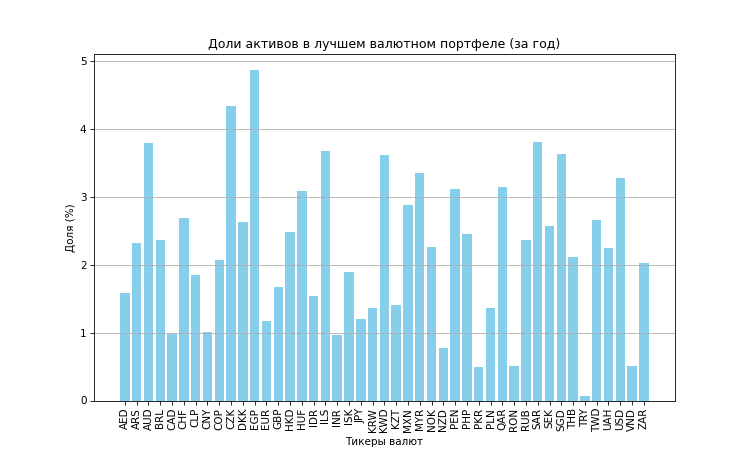 Доли активов в лучшем валютном портфеле (за год)
Доля (%)
5
4
3
2
1
0
AED ARS AUD BRL CAD CHF CLP CNY COP CZK DKK EGP EUR GBP HKD HUF IDR ILS INR ISK JPY KRW KWD KZT MXN MYR NOK NZD PEN PHP PKR PLN QAR RON RUB SAR SEK SGD THB TRY TWD UAH USD VND ZAR
Тикеры валют